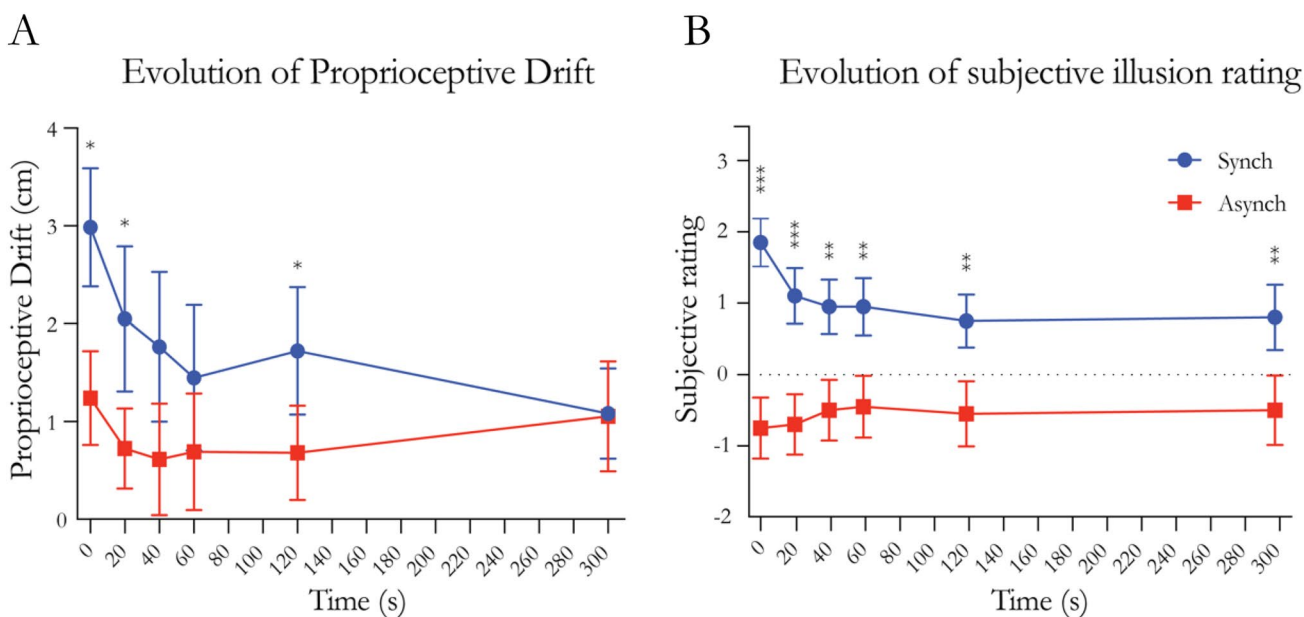 A
Evolution of Proprioceptive Drift
Proprioceptive Drift (cm)
4
3
2
1
0
*
*
*
0 20 40 60 80 100 120 140 160 180 200 220 240 260 280 300
Time (s)
B
Evolution of subjective illusion rating
Subjective rating
3
2
1
0
-1
-2
***
***
**
**
**
**
Synch
Asynch
0 20 40 60 80 100 120 140 160 180 200 220 240 260 280 300
Time (s)